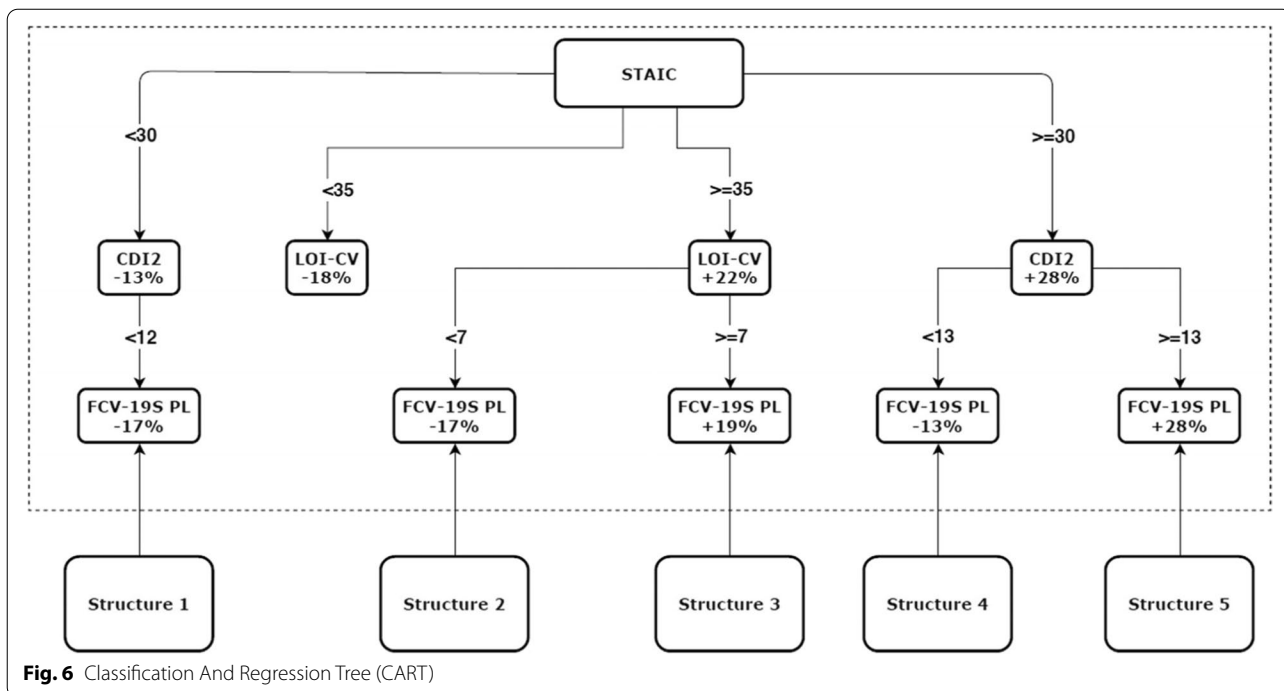 STAIC
<30
>=30
<35
>=35
CDI2
-13%
LOI-CV
-18%
LOI-CV
+22%
CDI2
+28%
<12
<7
>=7
<13
>=13
FCV-19S PL
-17%
FCV-19S PL
-17%
FCV-19S PL
+19%
FCV-19S PL
-13%
FCV-19S PL
+28%
Structure 1
Structure 2
Structure 3
Structure 4
Structure 5
Fig. 6 Classification And Regression Tree (CART)